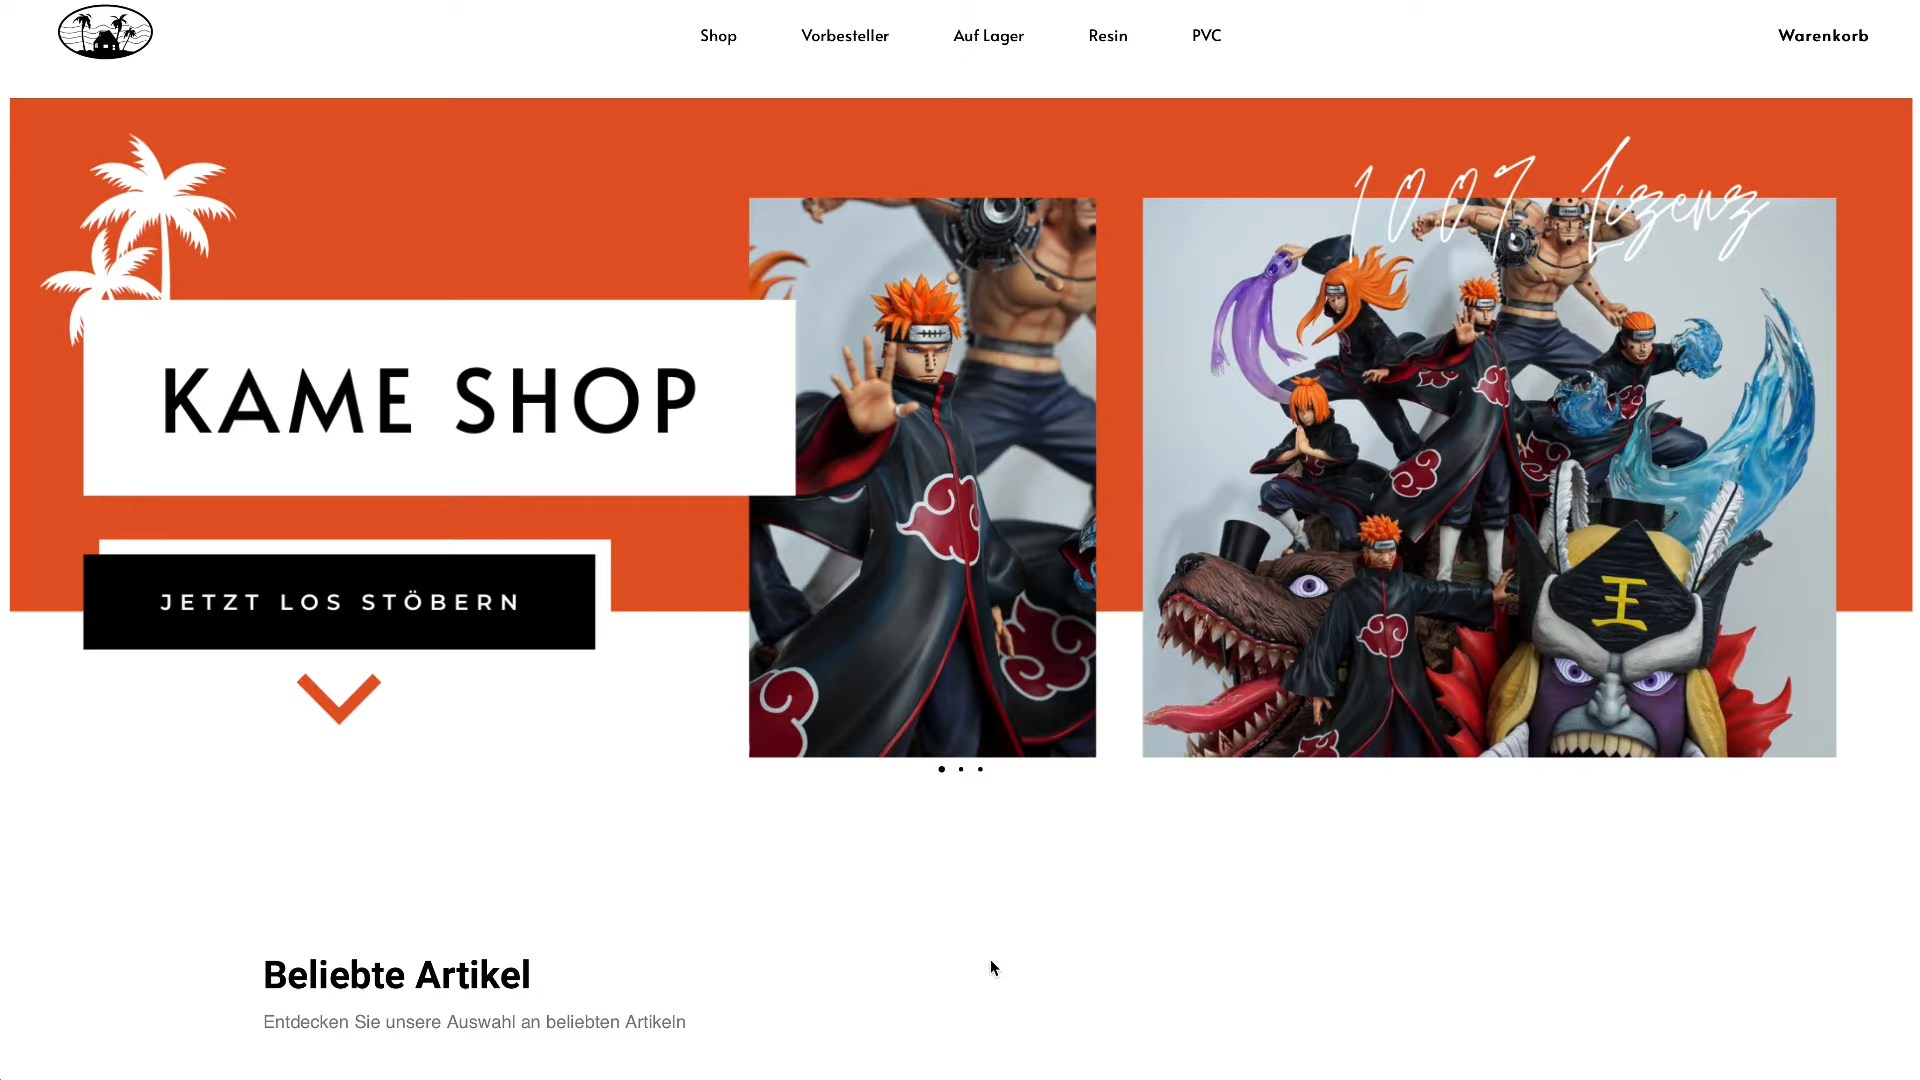 Shop Vorbesteller Auf Lager Resin PVC Warenkorb
100% Lizenz
KAME SHOP
王
JETZT LOS STÖBERN
Beliebte Artikel
Entdecken Sie unsere Auswahl an beliebten Artikeln